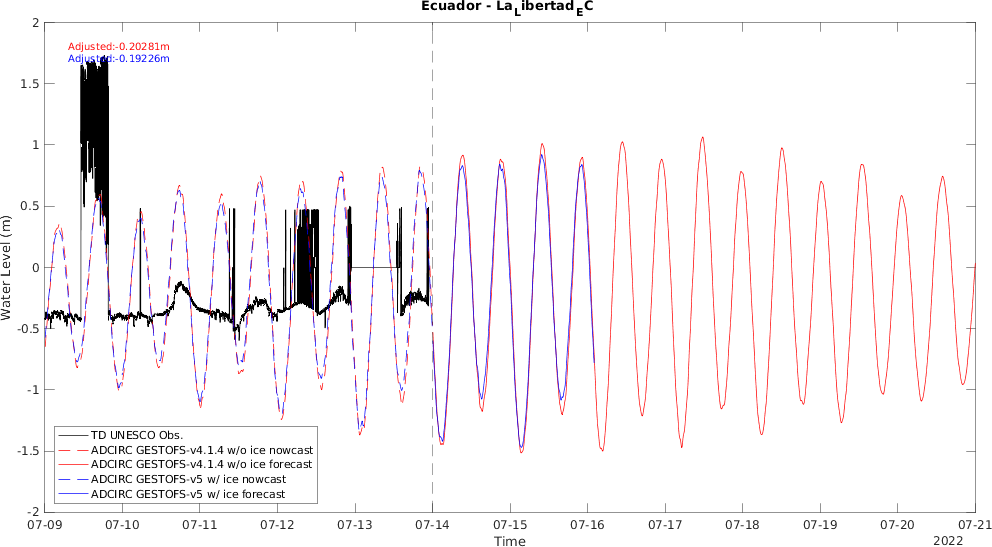 Ecuador - LaLibertadEC
Adjusted:-0.20281m
Adjusted:-0.19226m
2
1.5
1
0.5
0
-0.5
-1
-1.5
-2
Water Level (m)
TD UNESCO Obs.
ADCIRC GESTOFS-v4.1.4 w/o ice nowcast
ADCIRC GESTOFS-v4.1.4 w/o ice forecast
ADCIRC GESTOFS-v5 w/ ice nowcast
ADCIRC GESTOFS-v5 w/ ice forecast
07-09 07-10 07-11 07-12 07-13 07-14 07-15 07-16 07-17 07-18 07-19 07-20 07-21
Time
2022